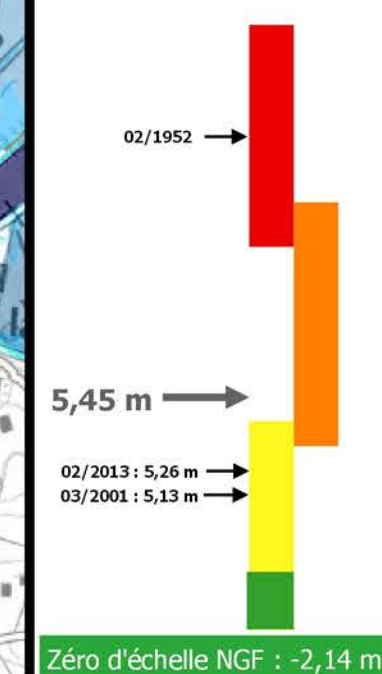 02/1952
5,45 m
02/2013 : 5,26 m
03/2001 : 5,13 m
Zéro d'échelle NGF : -2,14 m